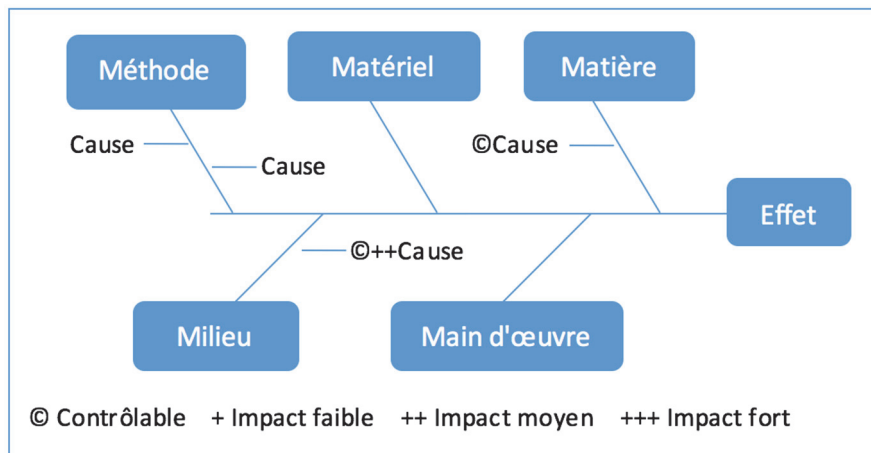 Méthode
Matériel
Matière
Cause
©Cause
Cause
Effet
©++Cause
Milieu
Main d'œuvre
© Contrôlable + Impact faible ++ Impact moyen +++ Impact fort